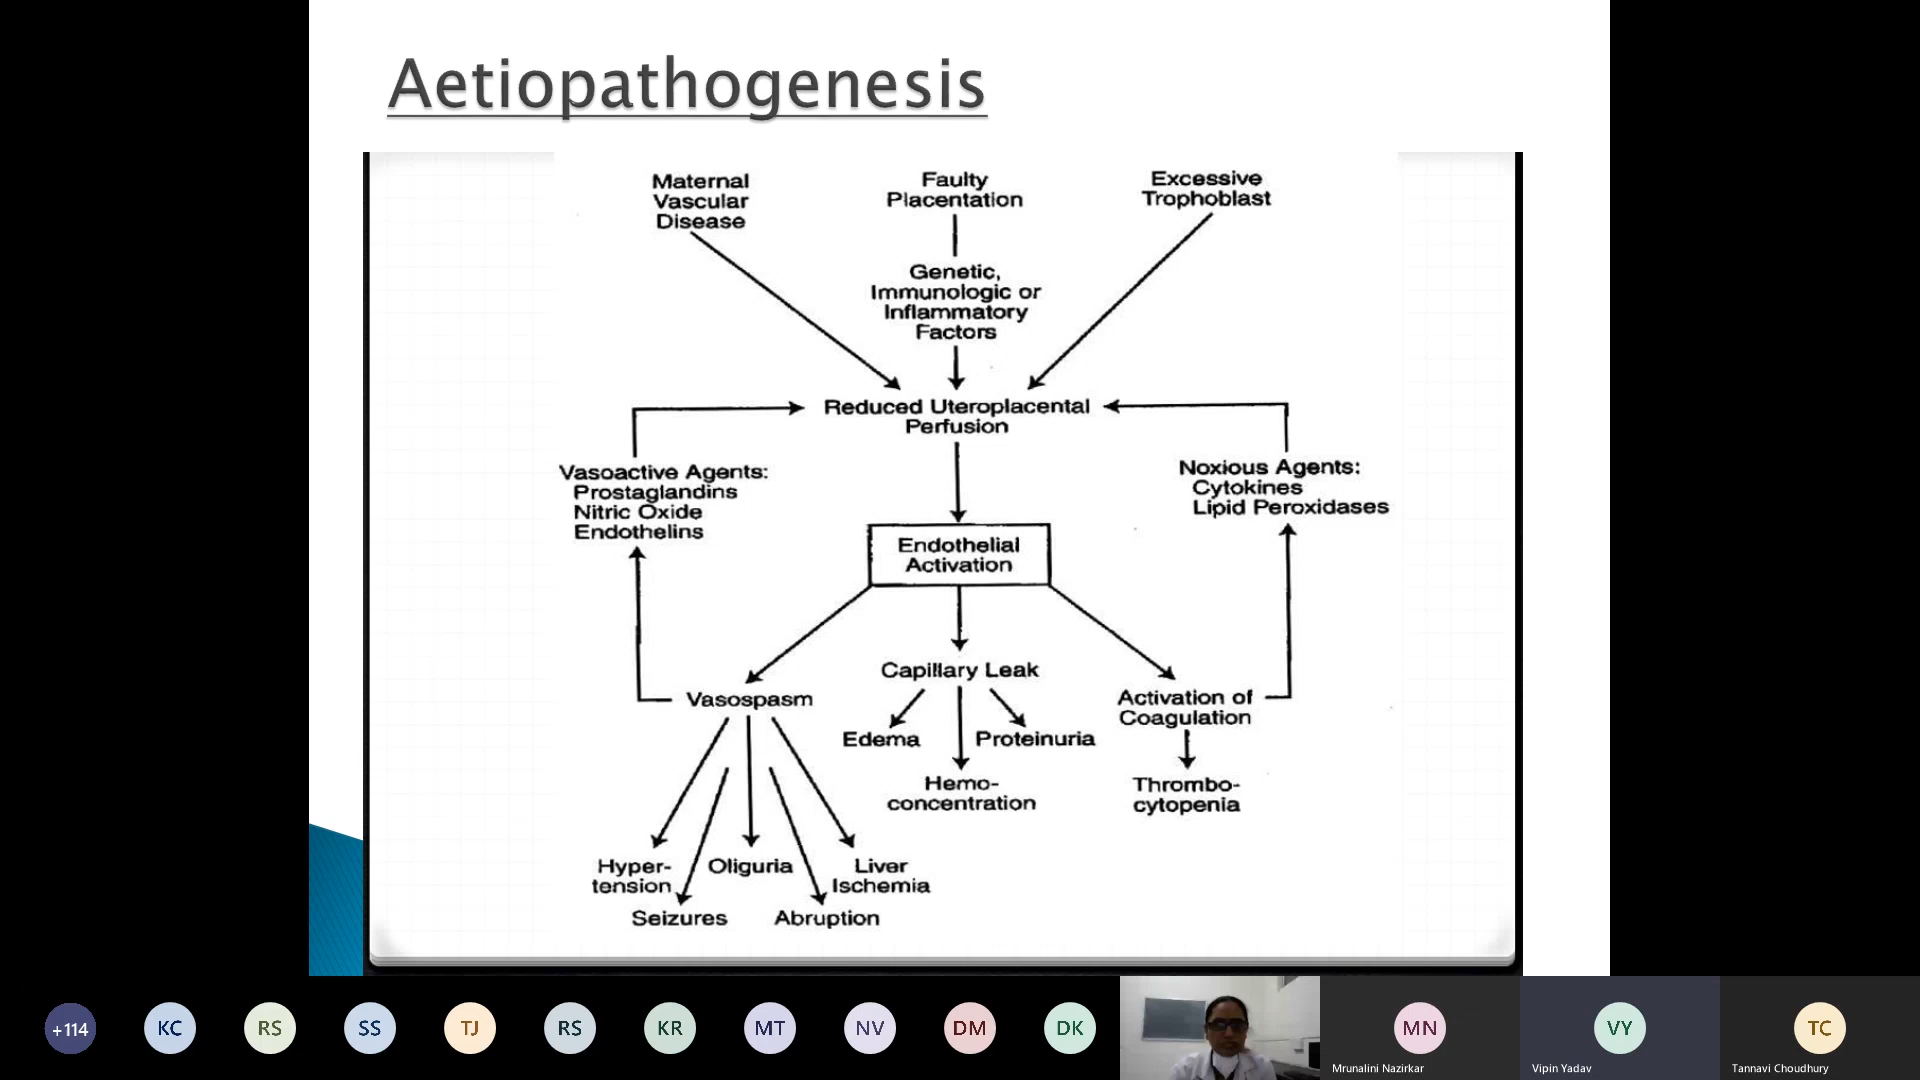 Aetiopathogenesis
Maternal
Vascular
Disease
Faulty
Placentation
Excessive
Trophoblast
Genetic,
Immunologic or
Inflammatory
Factors
Reduced Uteroplacental
Perfusion
Vasoactive Agents:
Prostaglandins
Nitric Oxide
Endothelins
Noxious Agents:
Cytokines
Lipid Peroxidases
Endothelial
Activation
Vasospasm
Capillary Leak
Activation of
Coagulation
Edema
Proteinuria
Hemo-
concentration
Thrombo-
cytopenia
Hyper-
tension
Oliguria
Liver
Ischemia
Seizures
Abruption
+114
KC
RS
SS
TJ
RS
KR
MT
NV
DM
DK
MN
Mrunalini Nazirkar
VY
Vipin Yadav
TC
Tannavi Choudhury